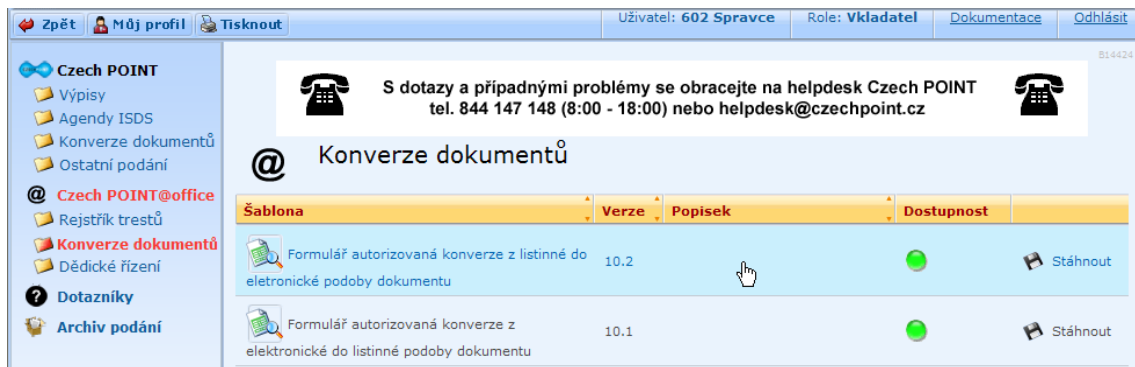 Zpět Můj profil Tisknout Uživatel: 602 Spravce Role: Vkladatel Dokumentace Odhlásit
B14424
Czech POINT
Výpisy
Agendy ISDS
Konverze dokumentů
Ostatní podání
@ Czech POINT@office
Rejstřík trestů
Konverze dokumentů
Dědické řízení
? Dotazníky
Archiv podání
S dotazy a případnými problémy se obracejte na helpdesk Czech POINT
tel. 844 147 148 (8:00 - 18:00) nebo helpdesk@czechpoint.cz
@ Konverze dokumentů
Šablona Verze Popisek Dostupnost
Formulář autorizovaná konverze z listinné do
eletronické podoby dokumentu 10.2 Stáhnout
Formulář autorizovaná konverze z
elektronické do listinné podoby dokumentu 10.1 Stáhnout